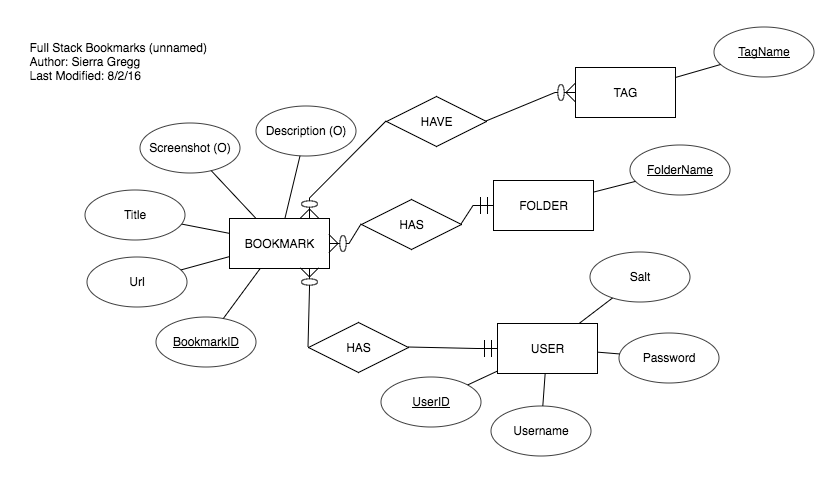 Full Stack Bookmarks (unnamed)
Author: Sierra Gregg
Last Modified: 8/2/16
TagName
TAG
HAVE
Description (O)
Screenshot (O)
FolderName
FOLDER
HAS
Title
BOOKMARK
Url
BookmarkID
Salt
HAS
USER
Password
UserID
Username